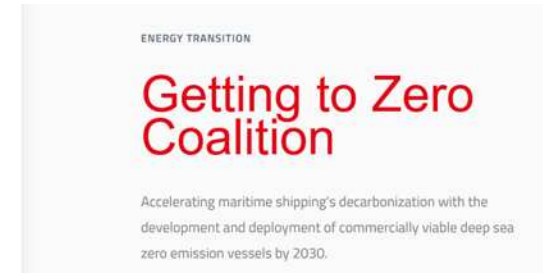 ENERGY TRANSITION
Getting to Zero
Coalition
Accelerating maritime shipping's decarbonization with the
development and deployment of commercially viable deep sea
zero emission vessels by 2030.